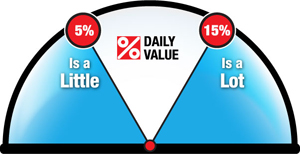 5%
15%
% DAILY
VALUE
Is a
Little
Is a
Lot